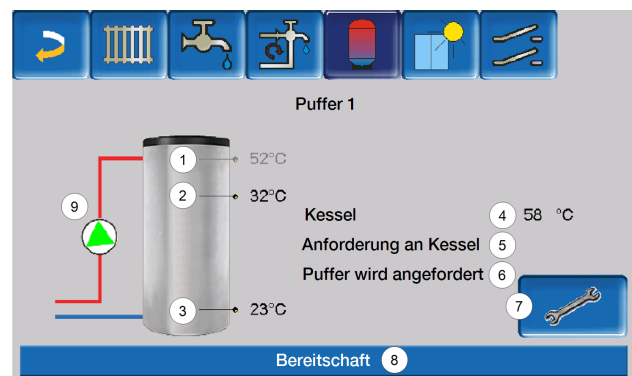 Puffer 1
1 52°C
2 32°C
9
Kessel 4 58 °C
Anforderung an Kessel 5
Puffer wird angefordert 6
7
3 23°C
Bereitschaft 8